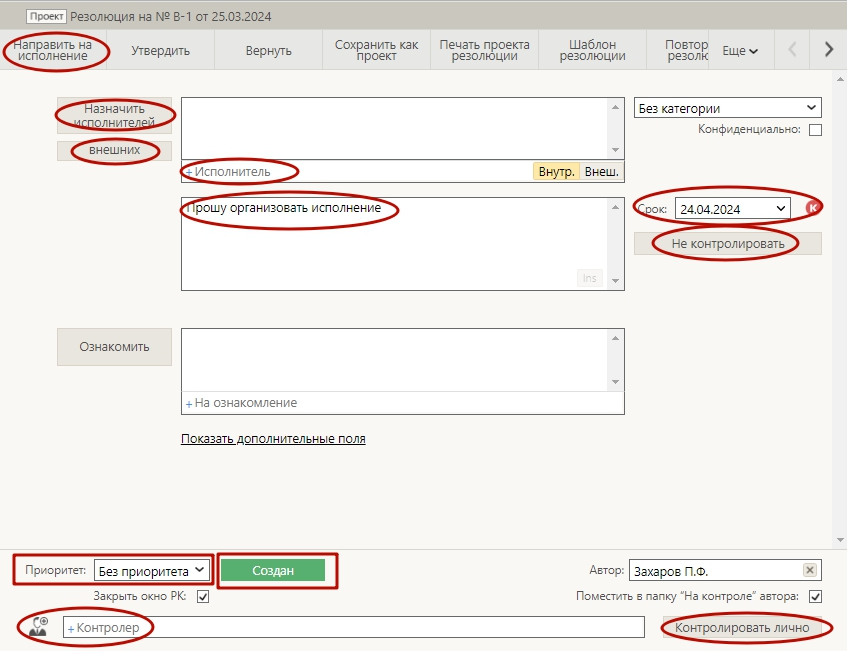 Проект Резолюция на № В-1 от 25.03.2024
Направить на исполнение
Утвердить
Вернуть
Сохранить как проект
Печать проекта резолюции
Шаблон резолюции
Повтор резолю
Еще
Назначить исполнителей
внешних
+ Исполнитель
Внутр. Внеш.
Без категории
Конфиденциально:
Прошу организовать исполнение
Ins
Срок: 24.04.2024 К
Не контролировать
Ознакомить
+ На ознакомление
Показать дополнительные поля
Приоритет: Без приоритета
Создан
Автор: Захаров П.Ф.
Закрыть окно РК:
Поместить в папку "На контроле" автора:
+ Контролер
Контролировать лично